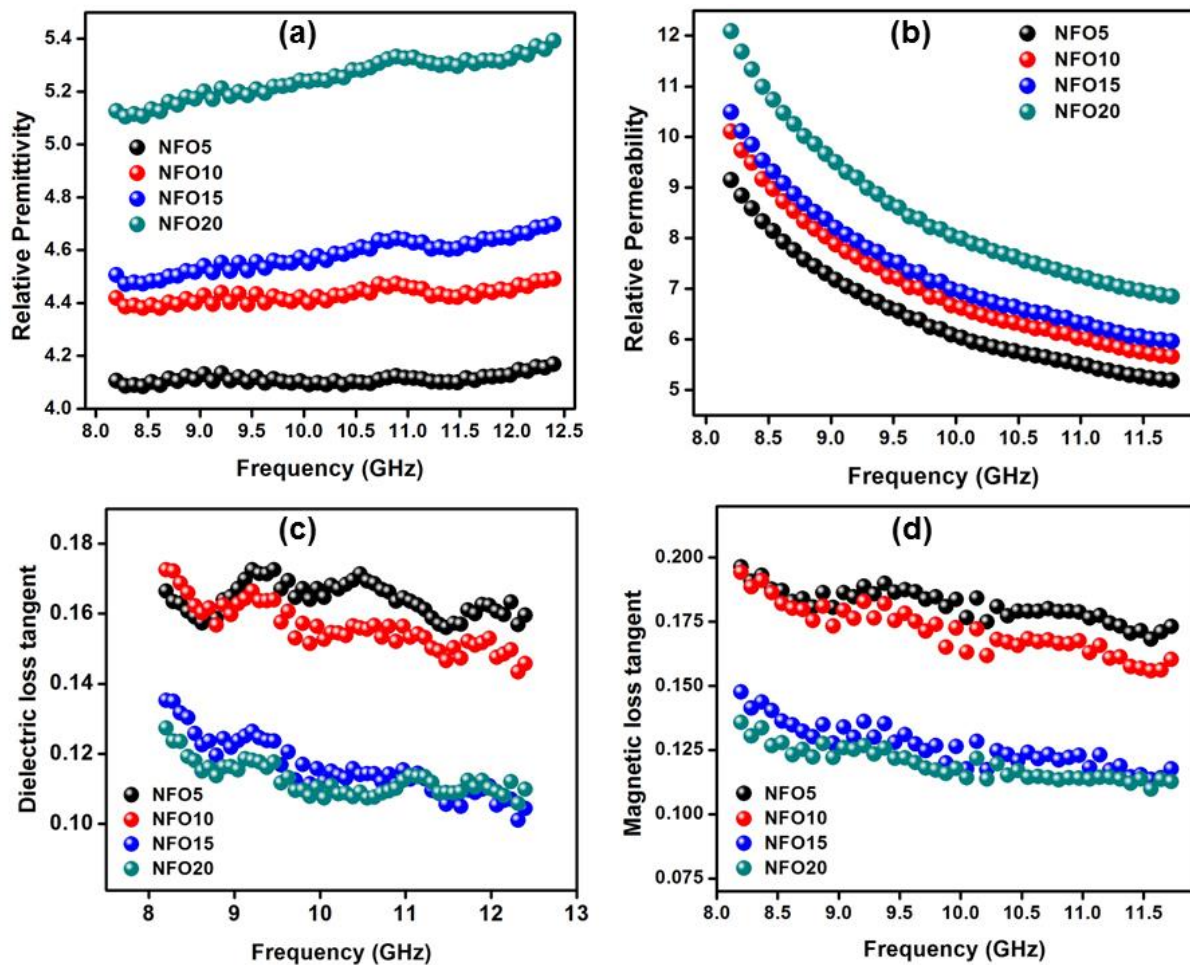 (a)
Relative Premittivity
5.4
5.2
5.0
4.8
4.6
4.4
4.2
4.0
NFO5
NFO10
NFO15
NFO20
8.0 8.5 9.0 9.5 10.0 10.5 11.0 11.5 12.0 12.5
Frequency (GHz)
(b)
Relative Permeability
12
11
10
9
8
7
6
5
NFO5
NFO10
NFO15
NFO20
8.0 8.5 9.0 9.5 10.0 10.5 11.0 11.5
Frequency (GHz)
(c)
Dielectric loss tangent
0.18
0.16
0.14
0.12
0.10
NFO5
NFO10
NFO15
NFO20
8 9 10 11 12 13
Frequency (GHz)
(d)
Magnetic loss tangent
0.200
0.175
0.150
0.125
0.100
0.075
NFO5
NFO10
NFO15
NFO20
8.0 8.5 9.0 9.5 10.0 10.5 11.0 11.5
Frequency (GHz)